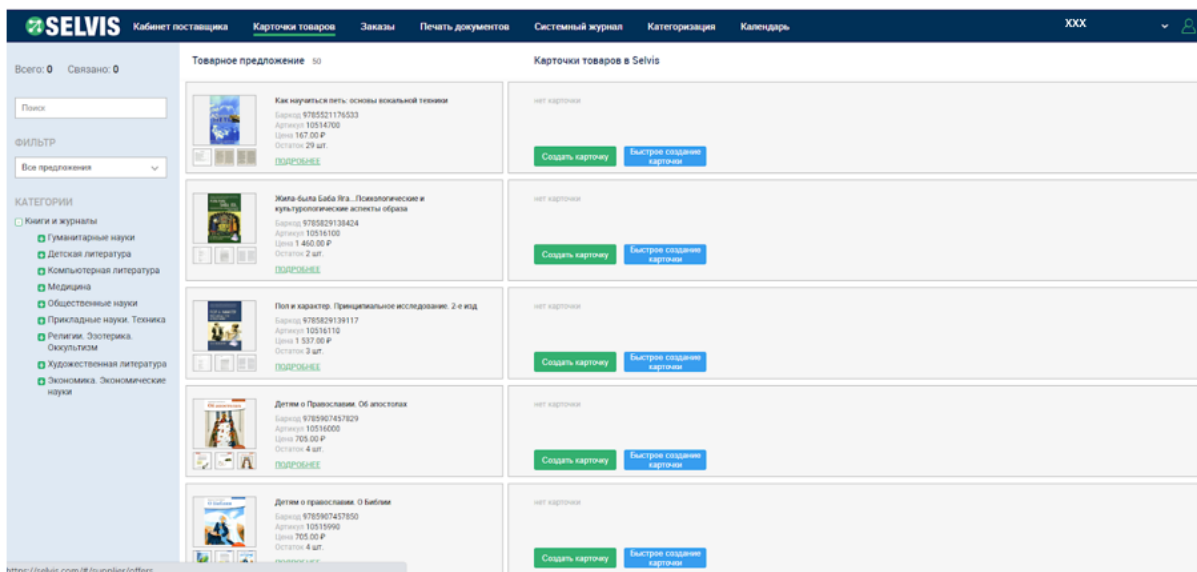 SELVIS Кабинет поставщика Карточки товаров Заказы Печать документов Системный журнал Категоризация Календарь XXX
Всего: 0 Связано: 0
Поиск
ФИЛЬТР
Все предложения
КАТЕГОРИИ
Книги и журналы
Гуманитарные науки
Детская литература
Компьютерная литература
Медицина
Общественные науки
Прикладные науки. Техника
Религии. Эзотерика.
Оккультизм
Художественная литература
Экономика. Экономические
науки
Товарное предложение 50
Карточки товаров в Selvis
Как научиться петь: основы вокальной техники
Баркод 9785521176533
Артикул 10514700
Цена 167.00 ₽
Остаток 29 шт.
ПОДРОБНЕЕ
нет карточки
Создать карточку
Быстрое создание
карточки
Жила-была Баба Яга...Психологические и
культурологические аспекты образа
Баркод 9785829138424
Артикул 10516100
Цена 1 460.00 ₽
Остаток 2 шт.
ПОДРОБНЕЕ
нет карточки
Создать карточку
Быстрое создание
карточки
Пол и характер. Принципиальное исследование. 2-е изд
Баркод 9785829139117
Артикул 10516110
Цена 1 537.00 ₽
Остаток 3 шт.
ПОДРОБНЕЕ
нет карточки
Создать карточку
Быстрое создание
карточки
Детям о Православии. Об апостолах
Баркод 9785907457829
Артикул 10516000
Цена 705.00 ₽
Остаток 4 шт.
ПОДРОБНЕЕ
нет карточки
Создать карточку
Быстрое создание
карточки
Детям о православии. О Библии
Баркод 9785907457850
Артикул 10515990
Цена 705.00 ₽
Остаток 4 шт.
ПОДРОБНЕЕ
нет карточки
Создать карточку
Быстрое создание
карточки
https://selvis.com/#/supplier/offers